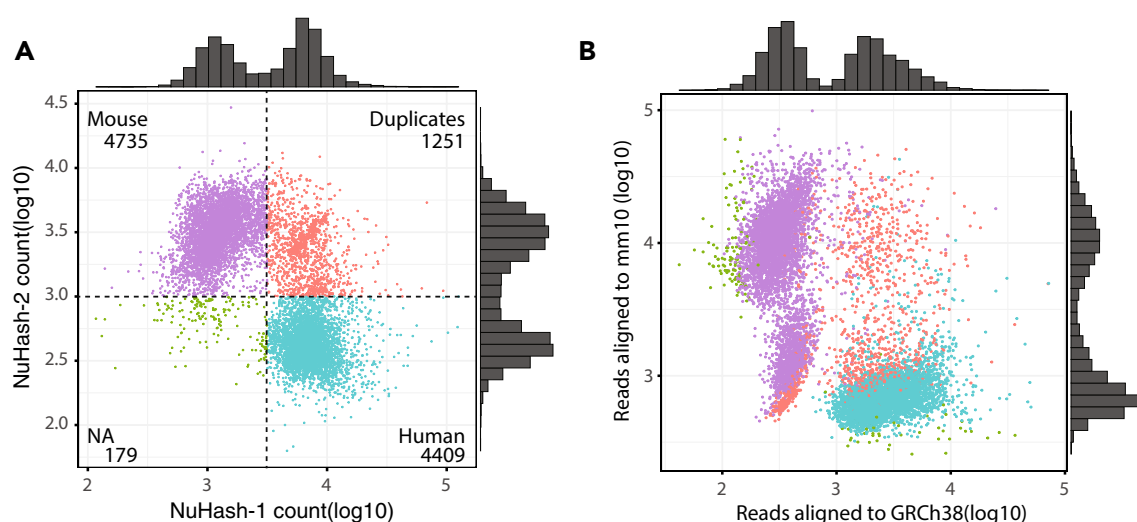 A
Mouse
4735
Duplicates
1251
NA
179
Human
4409
4.5
4.0
3.5
3.0
2.5
2.0
NuHash-2 count(log10)
2
3
4
5
NuHash-1 count(log10)
B
5
4
3
Reads aligned to mm10 (log10)
2
3
4
5
Reads aligned to GRCh38(log10)